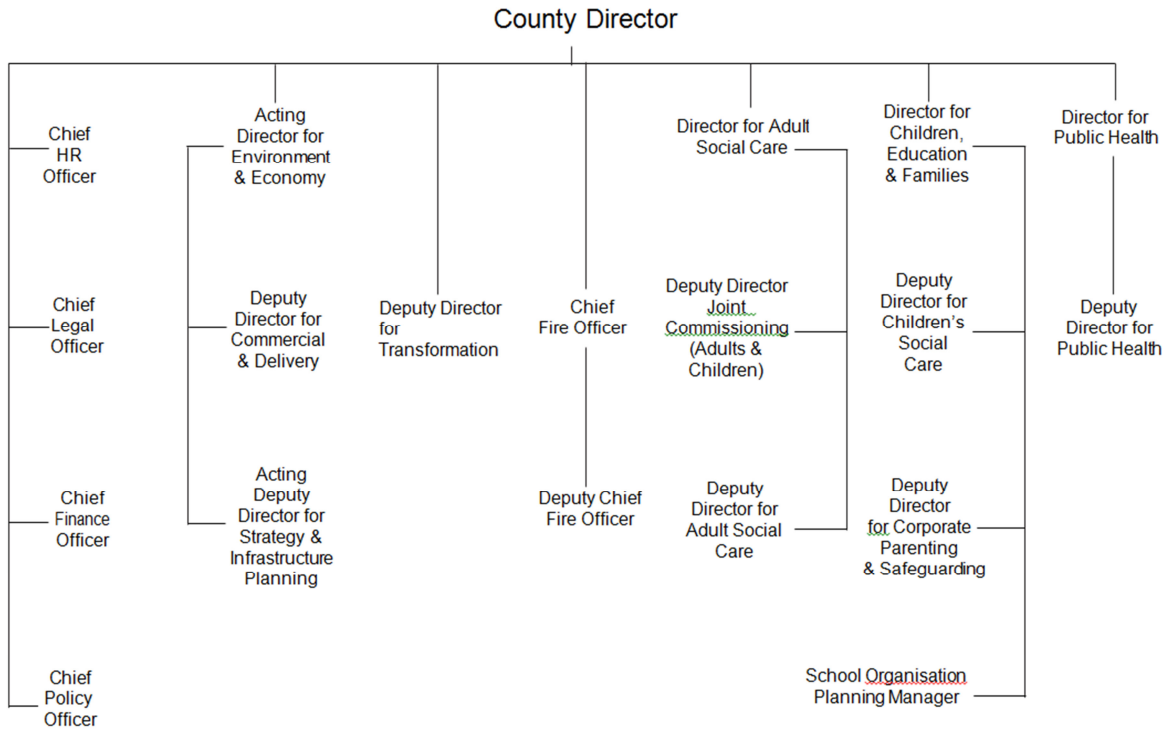 County Director
Chief
HR
Officer
Acting
Director for
Environment
& Economy
Director for Adult
Social Care
Director for
Children,
Education
& Families
Director for
Public Health
Chief
Legal
Officer
Deputy
Director for
Commercial
& Delivery
Deputy Director
for
Transformation
Chief
Fire Officer
Deputy Director
Joint
Commissioning
(Adults &
Children)
Deputy
Director for
Children's
Social
Care
Deputy
Director for
Public Health
Chief
Finance
Officer
Acting
Deputy
Director for
Strategy &
Infrastructure
Planning
Deputy Chief
Fire Officer
Deputy
Director for
Adult Social
Care
Deputy
Director
for Corporate
Parenting
& Safeguarding
Chief
Policy
Officer
School Organisation
Planning Manager